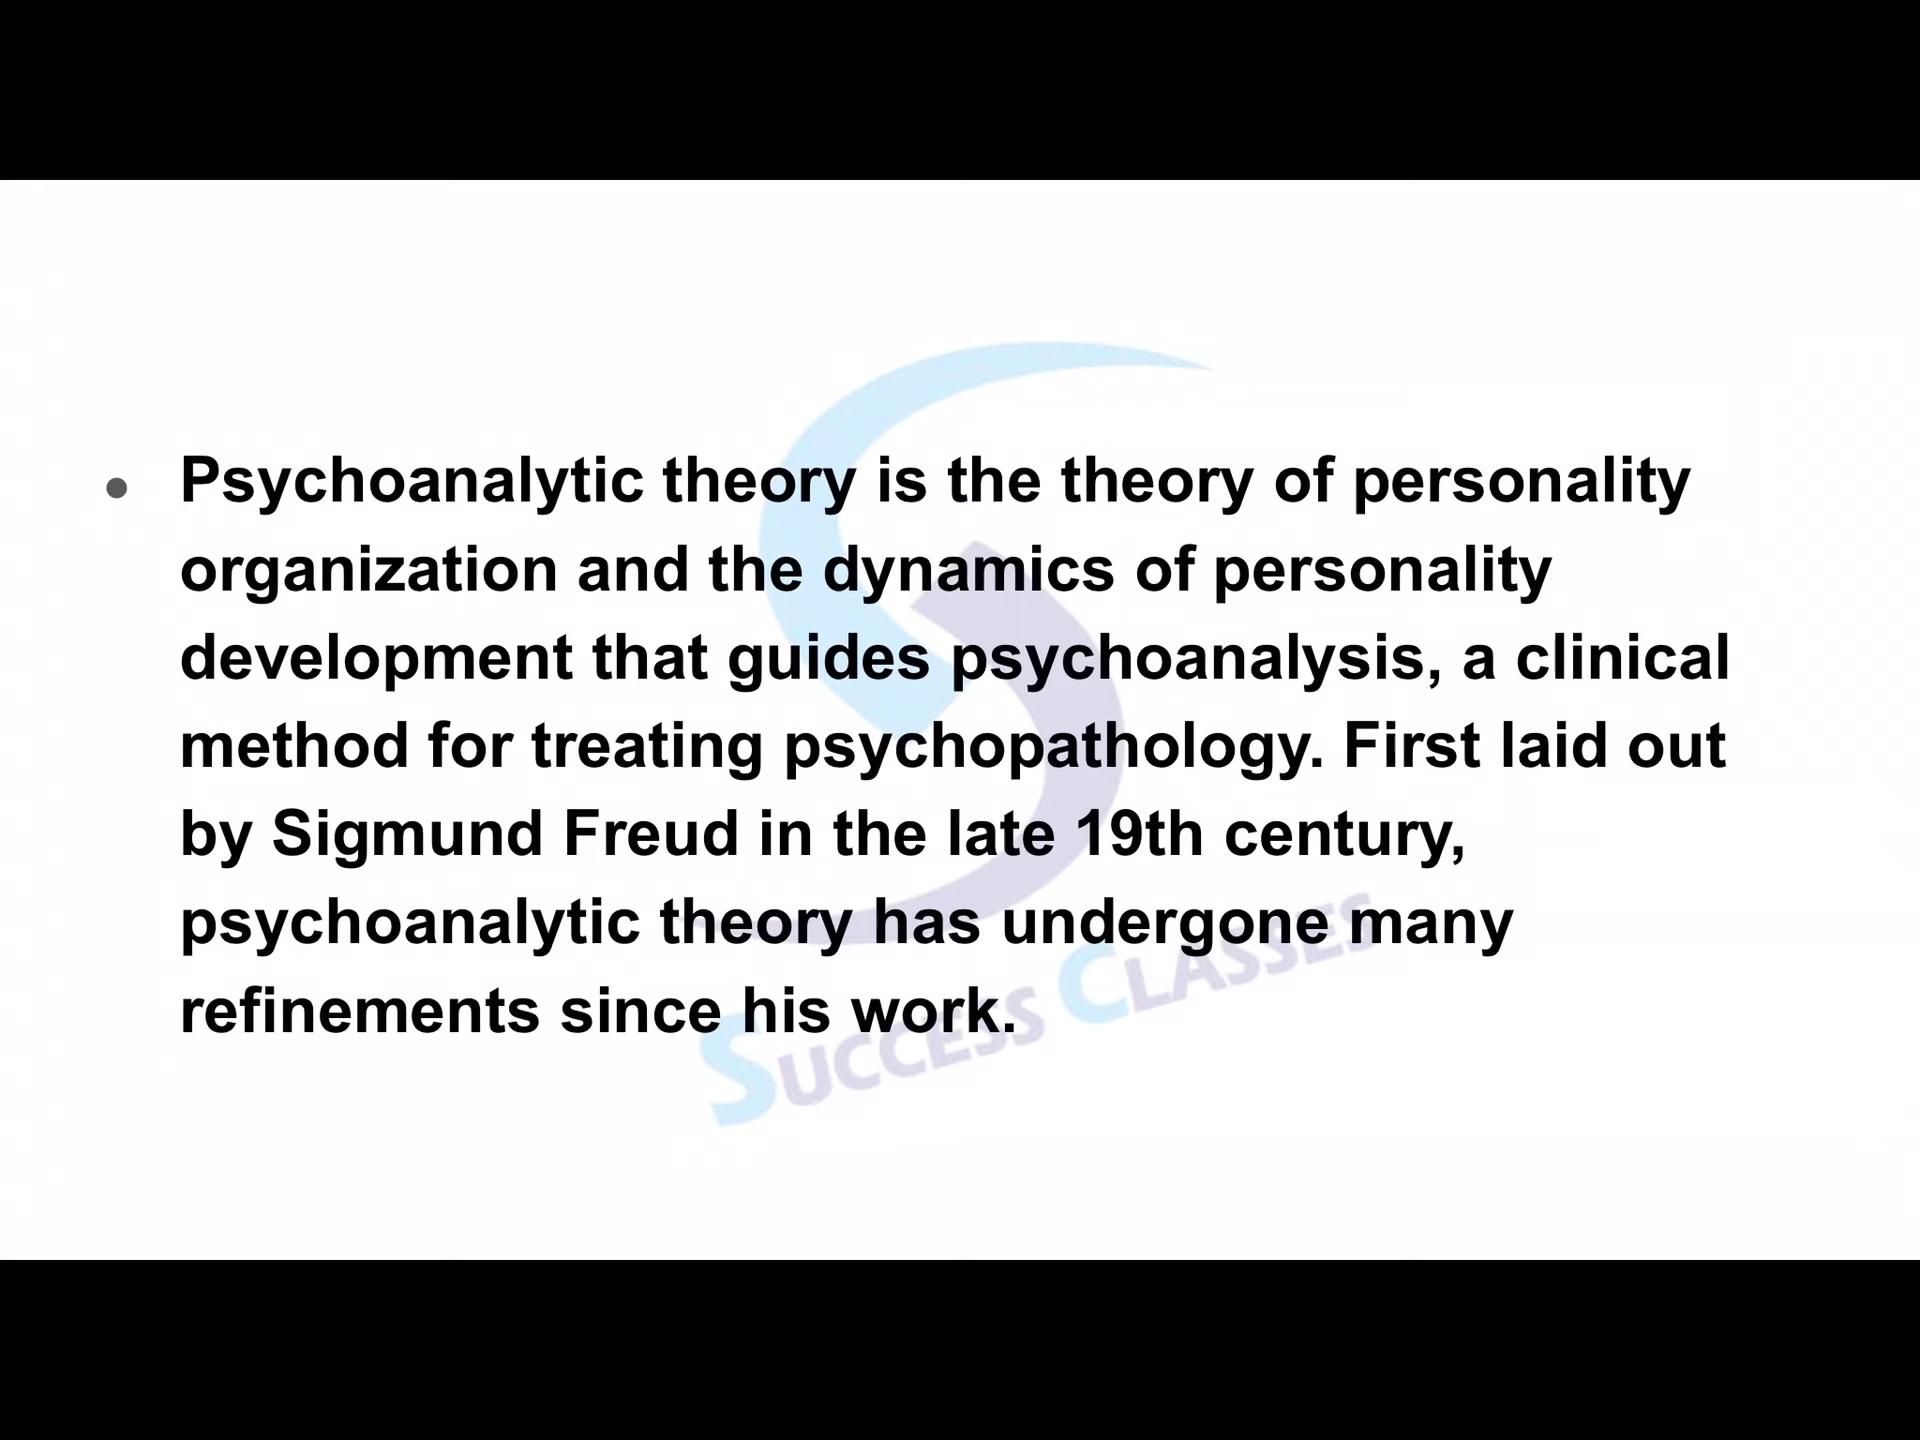 • Psychoanalytic theory is the theory of personality
organization and the dynamics of personality
development that guides psychoanalysis, a clinical
method for treating psychopathology. First laid out
by Sigmund Freud in the late 19th century,
psychoanalytic theory has undergone many
refinements since his work.
SUCCESS CLASSES